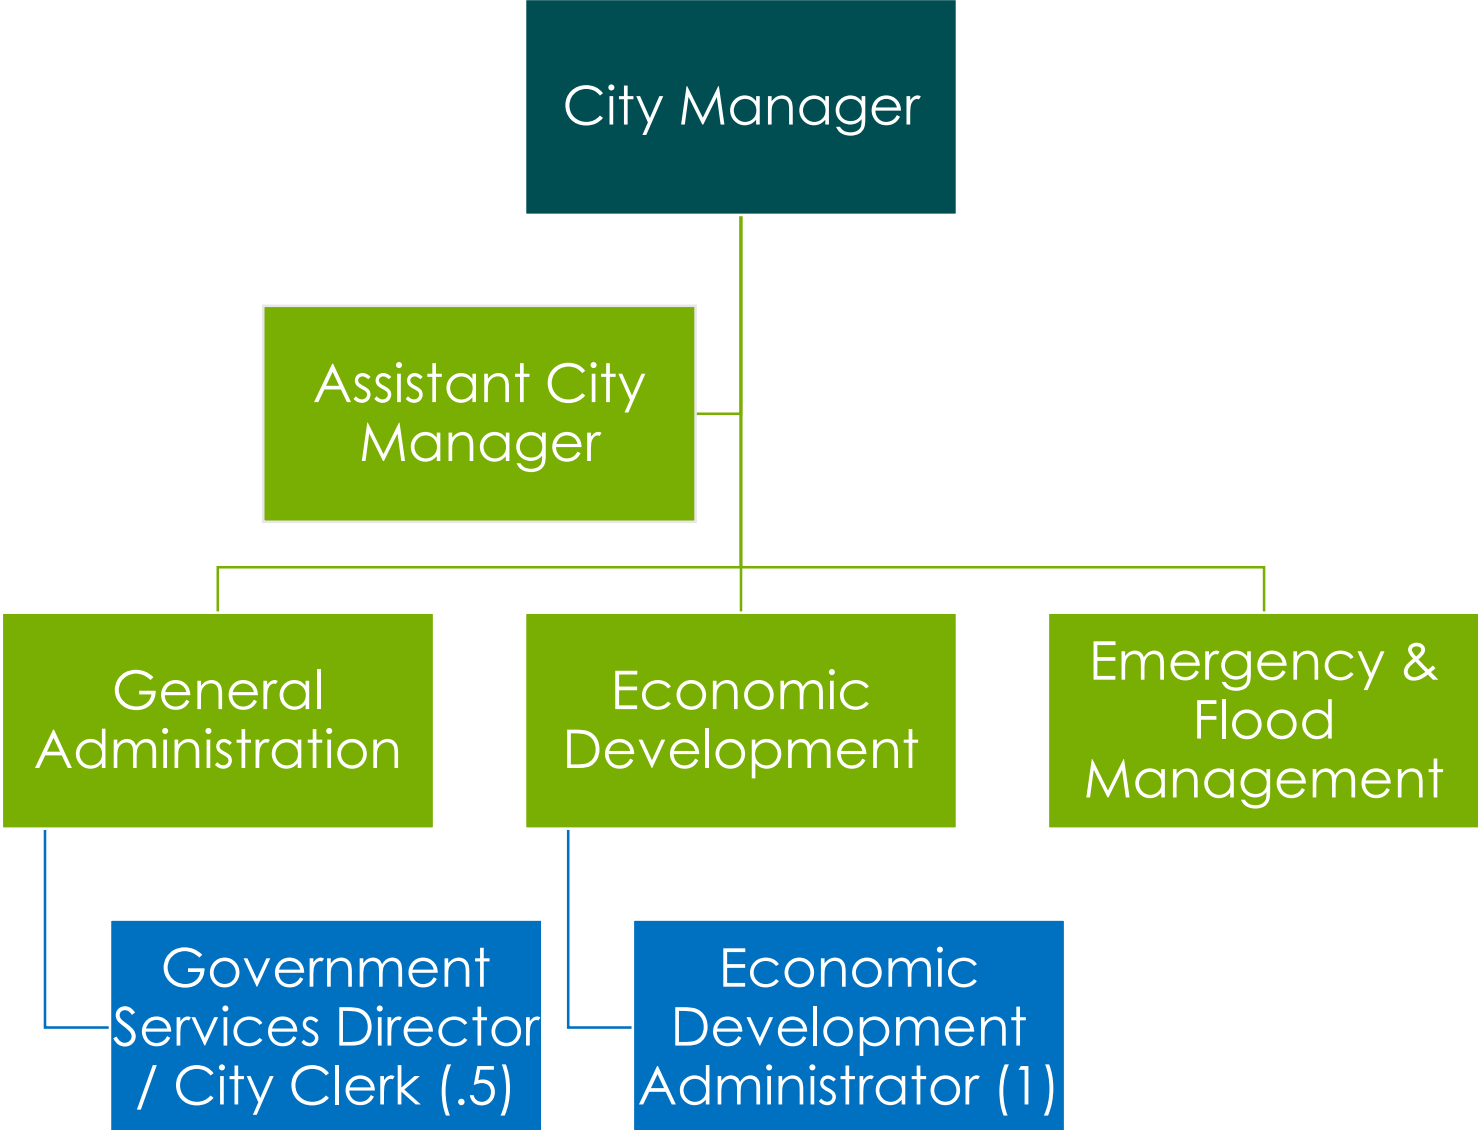 City Manager
Assistant City
Manager
General
Administration
Economic
Development
Emergency &
Flood
Management
Government
Services Director
/ City Clerk (.5)
Economic
Development
Administrator (1)